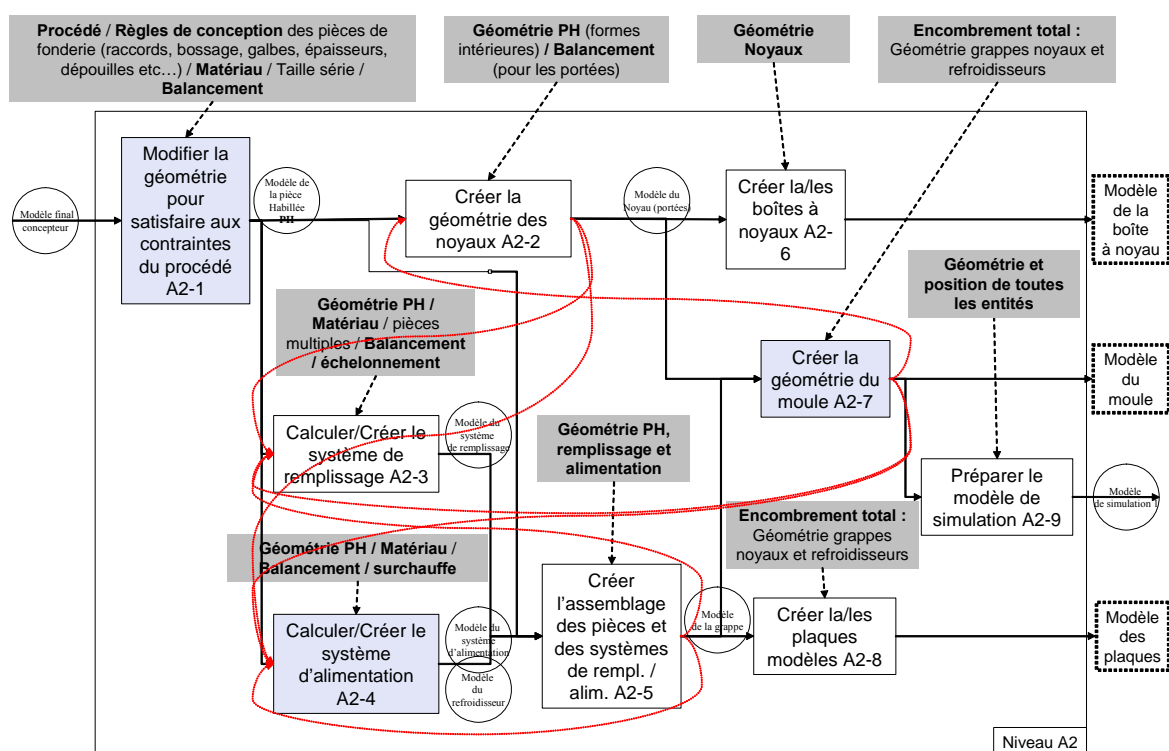 Procédé / Règles de conception des pièces de
fonderie (raccords, bossage, galbes, épaisseurs,
dépouilles etc…) / Matériau / Taille série /
Balancement
Géométrie PH (formes
intérieures) / Balancement
(pour les portées)
Géométrie
Noyaux
Encombrement total :
Géométrie grappes noyaux et
refroidisseurs
Modèle final
concepteur
Modifier la
géométrie
pour
satisfaire aux
contraintes
du procédé
A2-1
Modèle de
la pièce
Habillée
PH
Créer la
géométrie des
noyaux A2-2
Modèle du
Noyau (portées)
Créer la/les
boîtes à
noyaux A2-
6
Modèle
de la
boîte
à noyau
Géométrie et
position de toutes
les entités
Géométrie PH /
Matériau / pièces
multiples / Balancement
/ échelonnement
Créer la
géométrie du
moule A2-7
Modèle
du
moule
Calculer/Créer le
système de
remplissage A2-3
Modèle du
système
de remplissage
Géométrie PH,
remplissage et
alimentation
Préparer le
modèle de
simulation A2-9
Modèle
de simulation 1
Encombrement total :
Géométrie grappes
noyaux et refroidisseurs
Géométrie PH / Matériau /
Balancement / surchauffe
Calculer/Créer le
système
d’alimentation
A2-4
Modèle du
système
d’alimentation
Modèle
du
refroidisseur
Créer
l’assemblage
des pièces et
des systèmes
de rempl. /
alim. A2-5
Modèle
de la grappe
Créer la/les
plaques
modèles A2-8
Modèle
des
plaques
Niveau A2